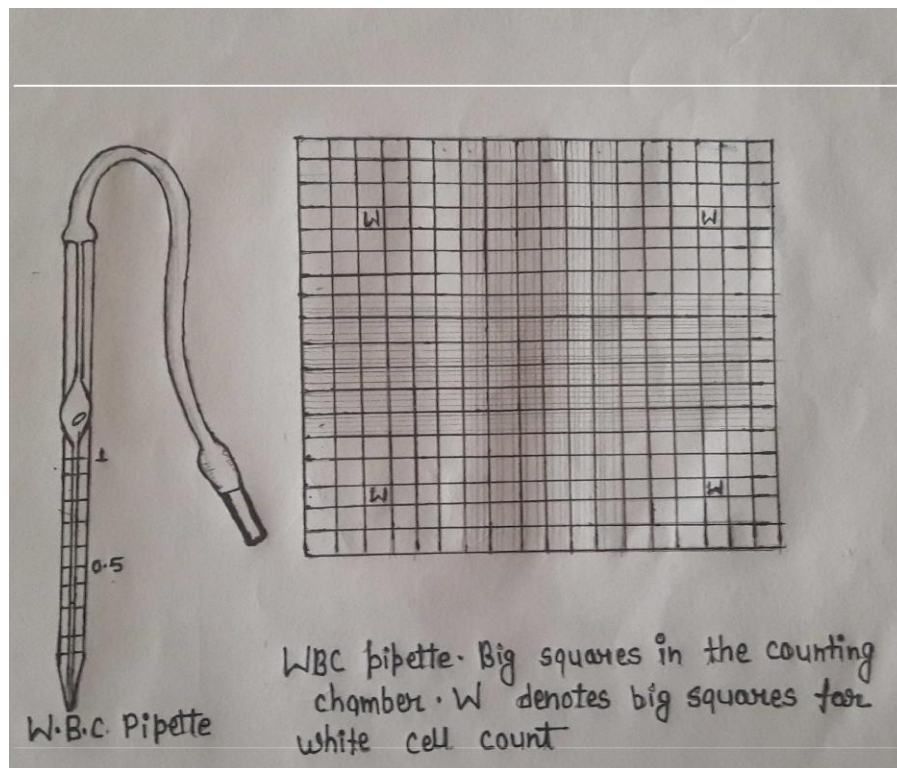 W
W
1
W
W
0.5
WBC pipette. Big squares in the counting
chamber. W denotes big squares for
white cell count
W.B.C. Pipette